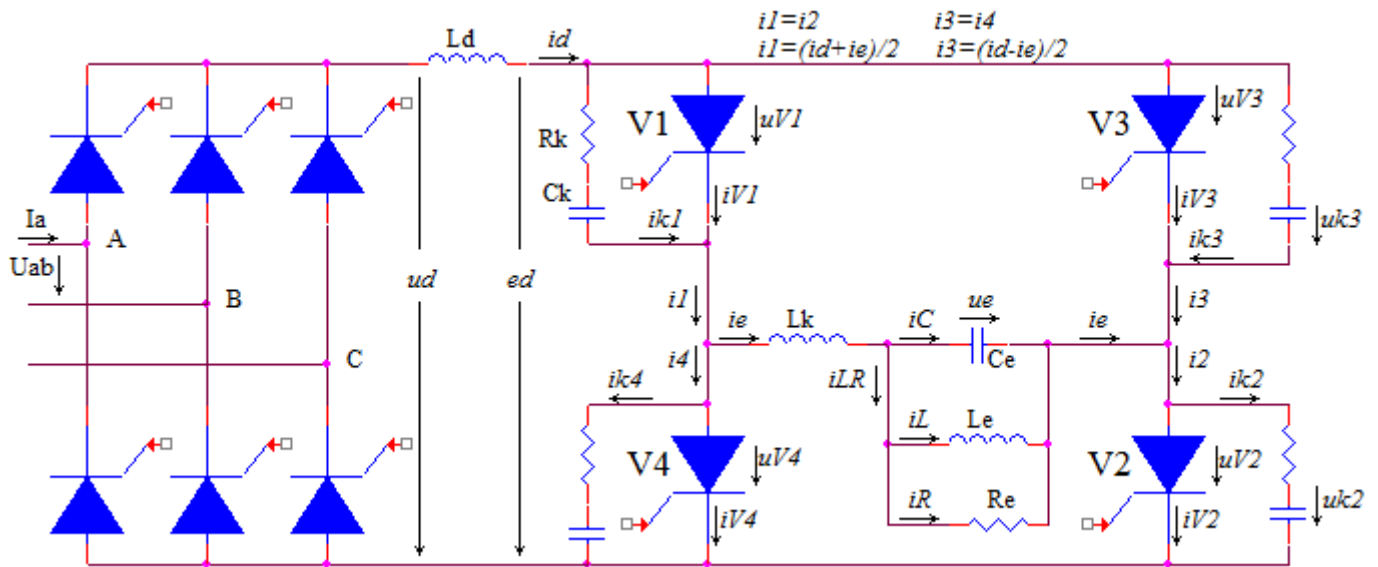 i1=i2 i3=i4
Ld id i1=(id+ie)/2 i3=(id-ie)/2
V1 uV1 V3 uV3
Rk
Ck iV1 iV3
Ia A ik1 uk3
Uab ik3
ud ed
B i1 ue i3
ie Lk iC ie
C Ce
i4 iLR i2
ik4 ik2
iL Le
V4 uV4 V2 uV2
iR Re
iV4 iV2 uk2